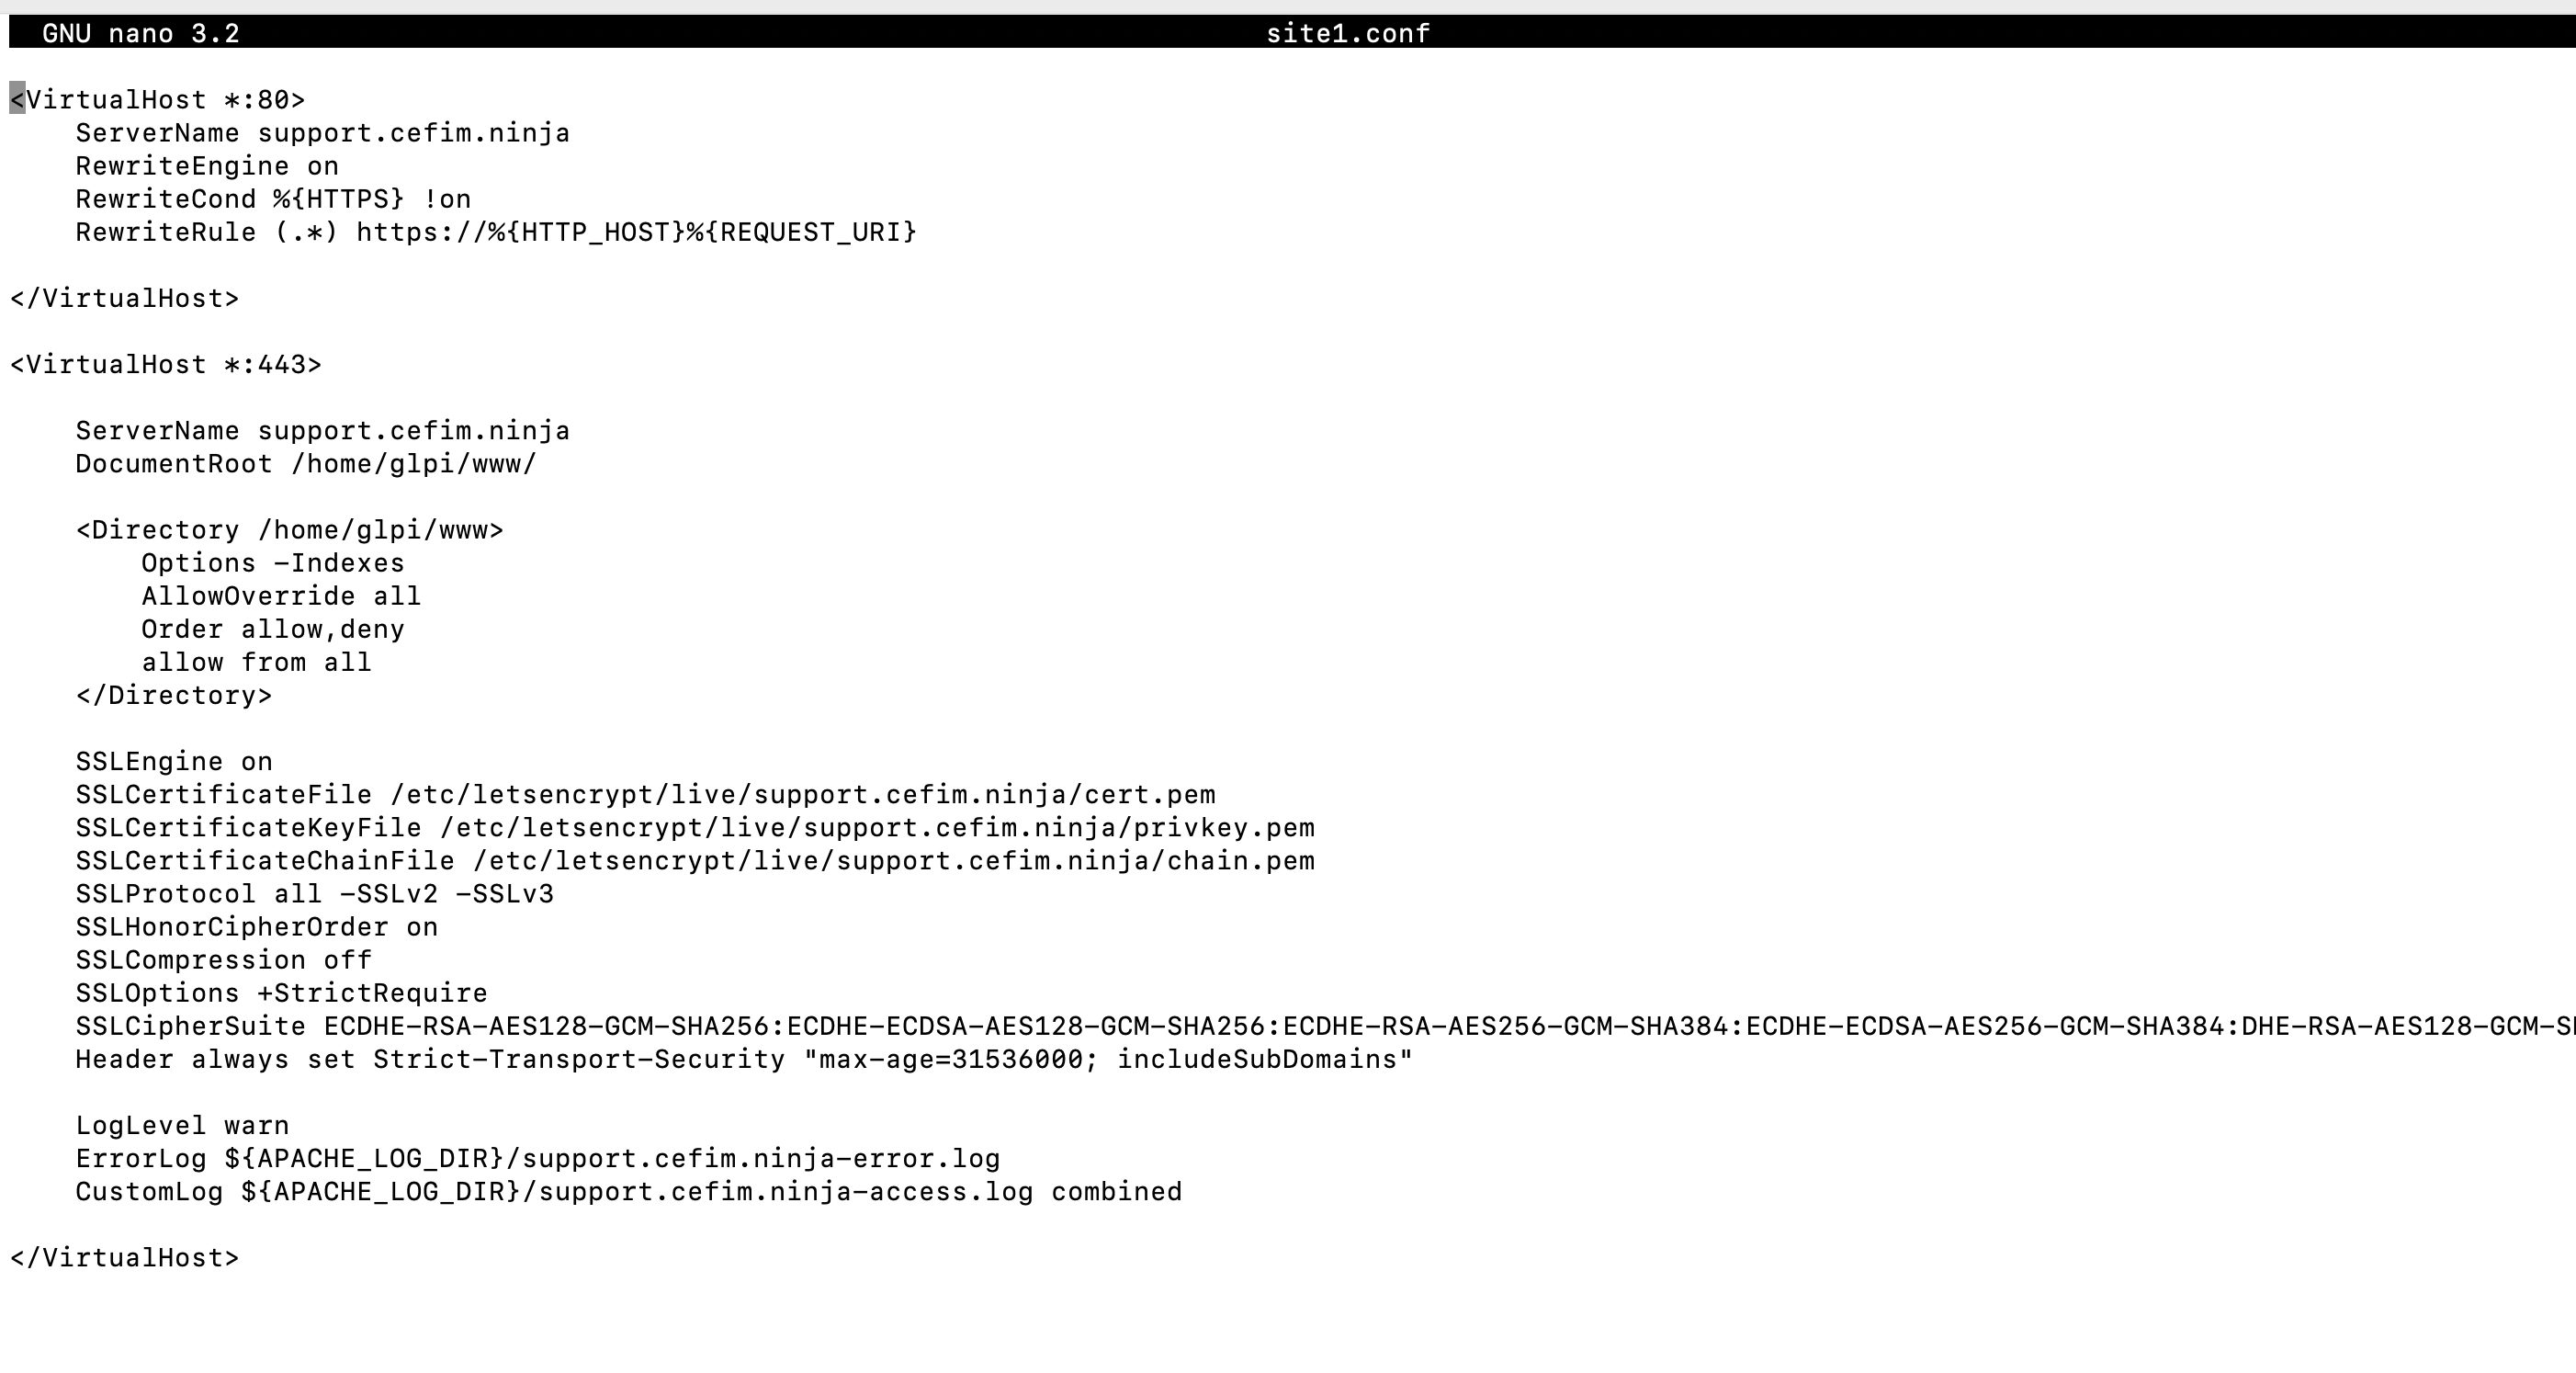 GNU nano 3.2 site1.conf
<VirtualHost *:80>
    ServerName support.cefim.ninja
    RewriteEngine on
    RewriteCond %{HTTPS} !on
    RewriteRule (.*) https://%{HTTP_HOST}%{REQUEST_URI}
</VirtualHost>
<VirtualHost *:443>
    ServerName support.cefim.ninja
    DocumentRoot /home/glpi/www/
    <Directory /home/glpi/www>
        Options -Indexes
        AllowOverride all
        Order allow,deny
        allow from all
    </Directory>
    SSLEngine on
    SSLCertificateFile /etc/letsencrypt/live/support.cefim.ninja/cert.pem
    SSLCertificateKeyFile /etc/letsencrypt/live/support.cefim.ninja/privkey.pem
    SSLCertificateChainFile /etc/letsencrypt/live/support.cefim.ninja/chain.pem
    SSLProtocol all -SSLv2 -SSLv3
    SSLHonorCipherOrder on
    SSLCompression off
    SSLOptions +StrictRequire
    SSLCipherSuite ECDHE-RSA-AES128-GCM-SHA256:ECDHE-ECDSA-AES128-GCM-SHA256:ECDHE-RSA-AES256-GCM-SHA384:ECDHE-ECDSA-AES256-GCM-SHA384:DHE-RSA-AES128-GCM-S
    Header always set Strict-Transport-Security "max-age=31536000; includeSubDomains"
    LogLevel warn
    ErrorLog ${APACHE_LOG_DIR}/support.cefim.ninja-error.log
    CustomLog ${APACHE_LOG_DIR}/support.cefim.ninja-access.log combined
</VirtualHost>